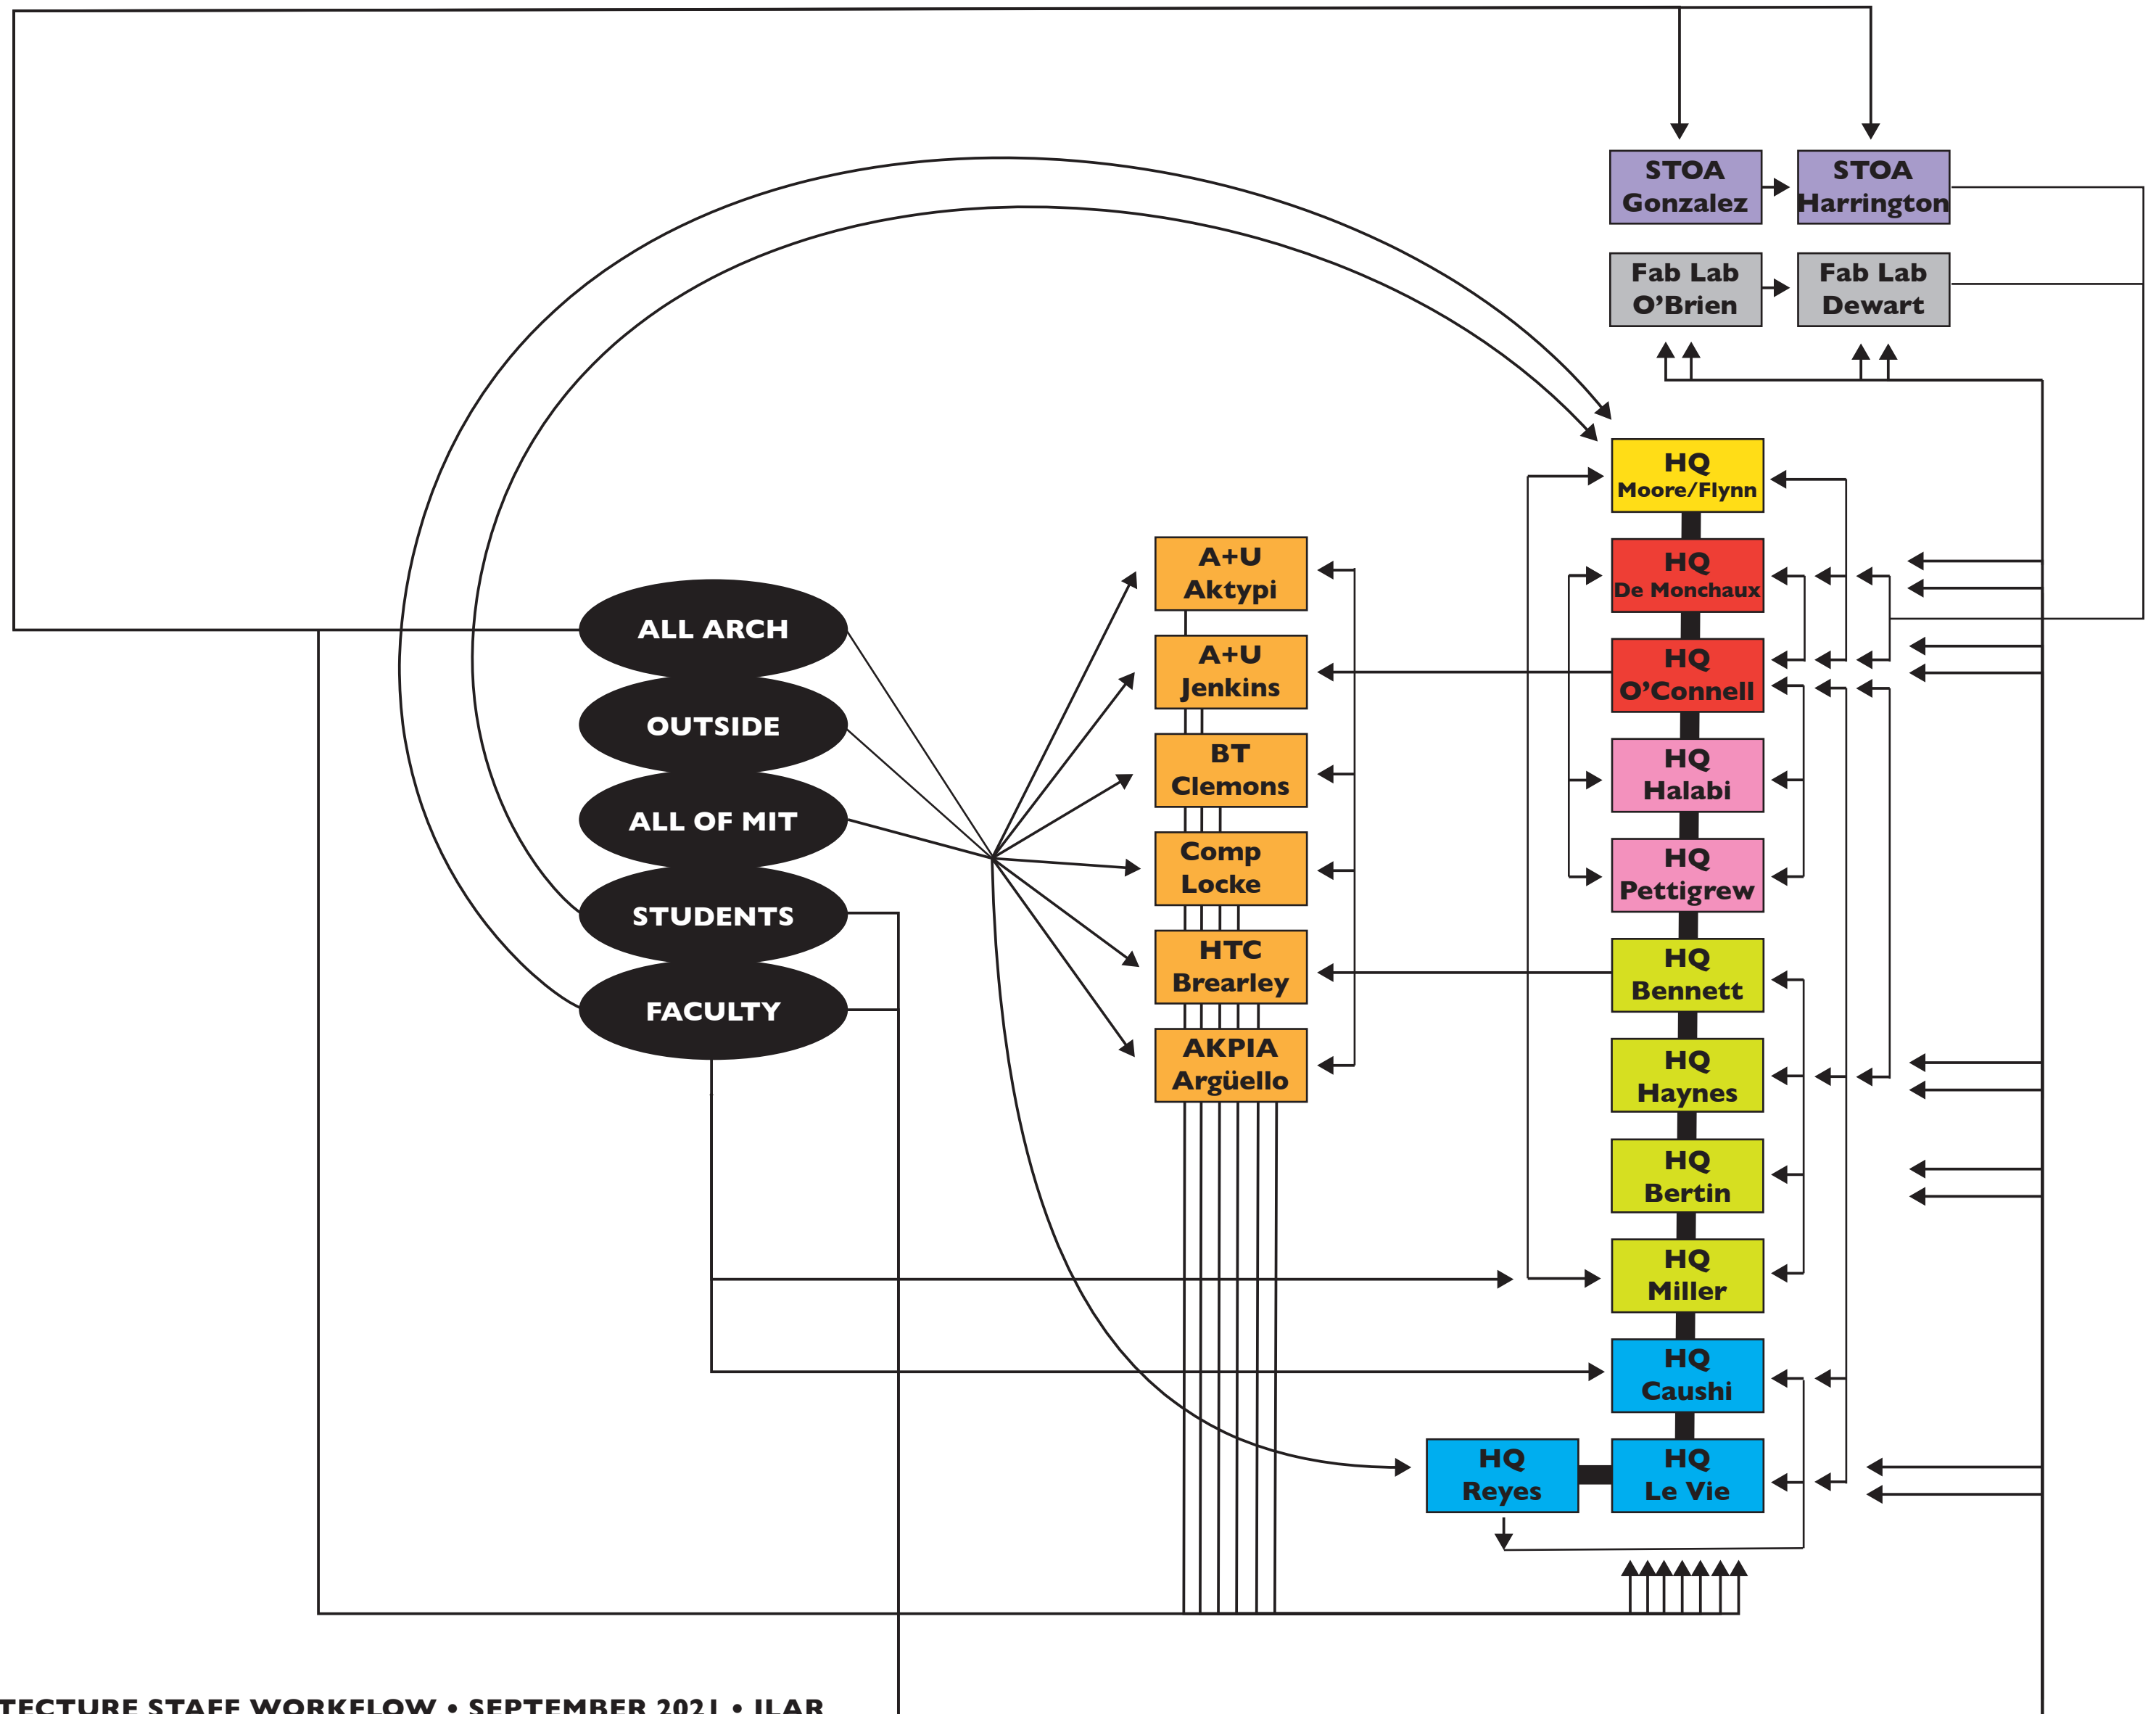 STOA
Gonzalez
STOA
Harrington
Fab Lab
O’Brien
Fab Lab
Dewart
HQ
Moore/Flynn
HQ
De Monchaux
HQ
O’Connell
HQ
Halabi
HQ
Pettigrew
HQ
Bennett
HQ
Haynes
HQ
Bertin
HQ
Miller
HQ
Caushi
HQ
Reyes
HQ
Le Vie
A+U
Aktypi
A+U
Jenkins
BT
Clemons
Comp
Locke
HTC
Brearley
AKPIA
Argüello
ALL ARCH
OUTSIDE
ALL OF MIT
STUDENTS
FACULTY
TECTURE STAFF WORKFLOW • SEPTEMBER 2021 • ILAR